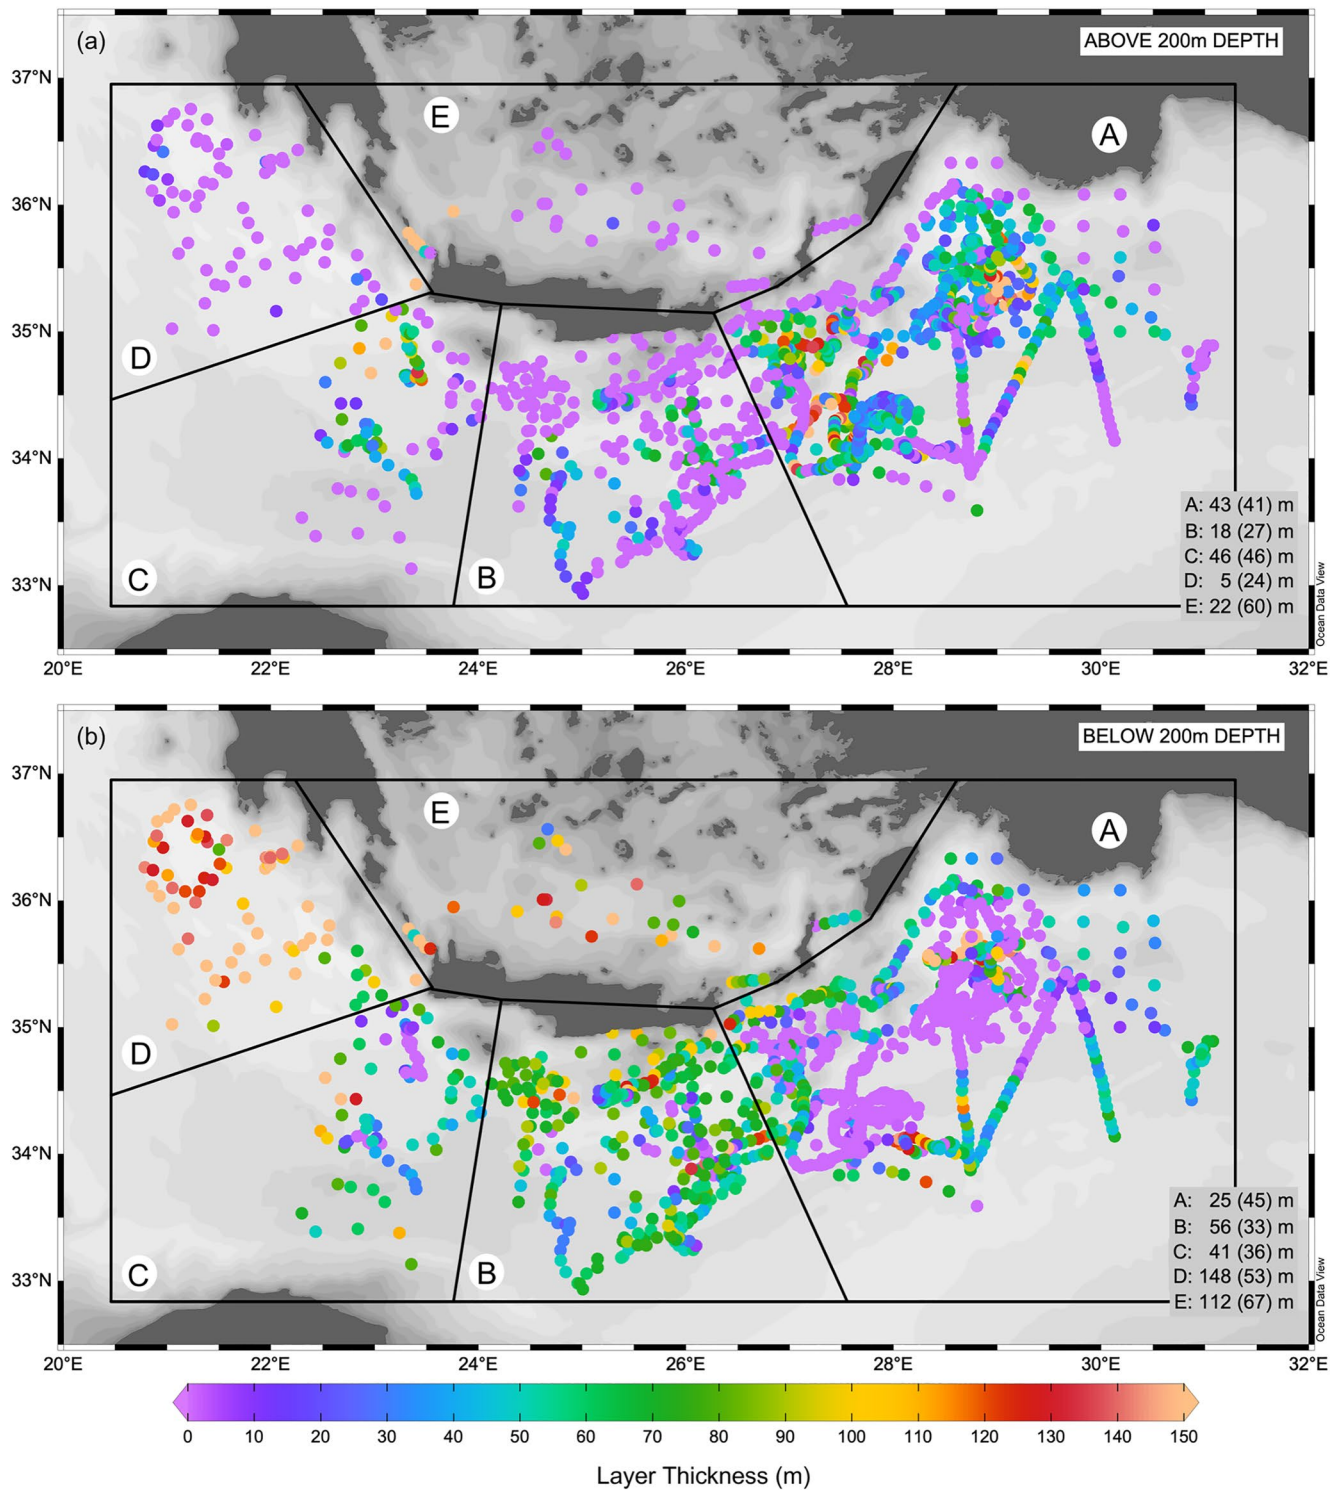 (a)
ABOVE 200m DEPTH
37°N
36°N
35°N
34°N
33°N
E
A
D
C
B
A: 43 (41) m
B: 18 (27) m
C: 46 (46) m
D: 5 (24) m
E: 22 (60) m
Ocean Data View
20°E 22°E 24°E 26°E 28°E 30°E 32°E
(b)
BELOW 200m DEPTH
37°N
36°N
35°N
34°N
33°N
E
A
D
C
B
A: 25 (45) m
B: 56 (33) m
C: 41 (36) m
D: 148 (53) m
E: 112 (67) m
Ocean Data View
20°E 22°E 24°E 26°E 28°E 30°E 32°E
0 10 20 30 40 50 60 70 80 90 100 110 120 130 140 150
Layer Thickness (m)